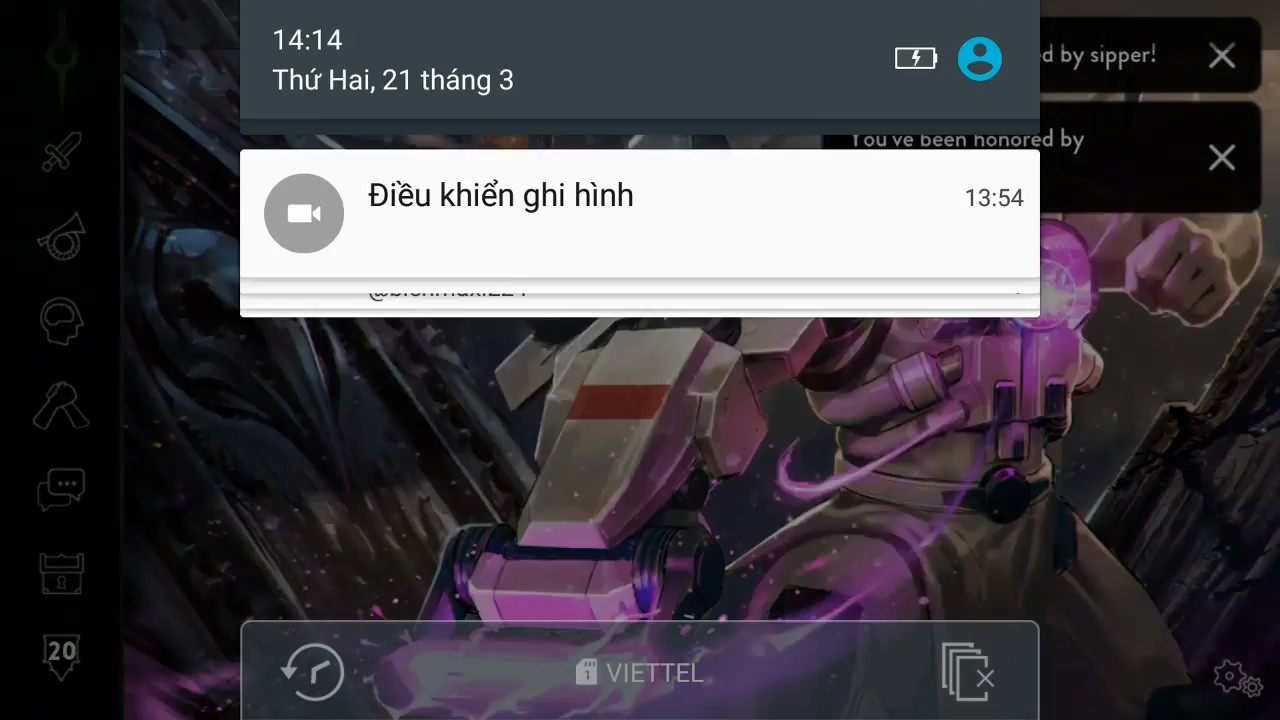 14:14
Thứ Hai, 21 tháng 3
by sipper!
You've been honored by
Điều khiển ghi hình
13:54
20
1 VIETTEL